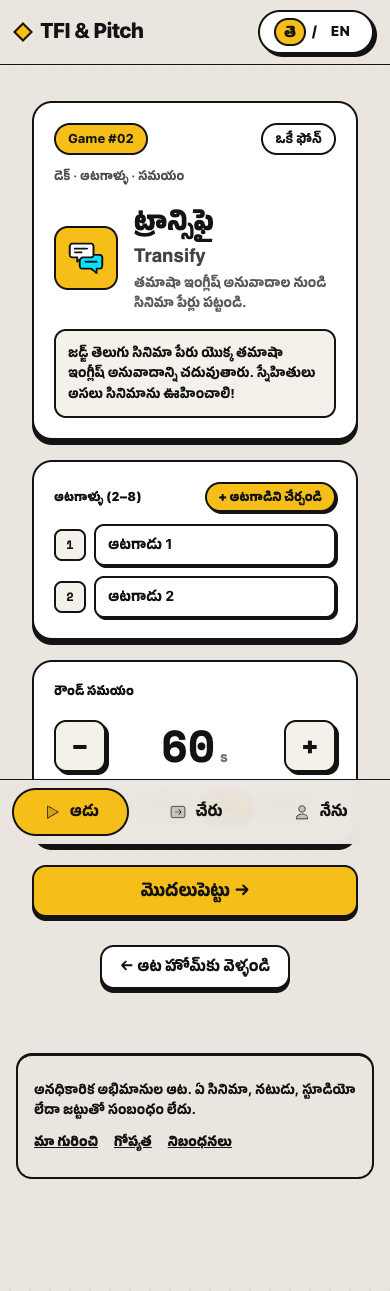 TFI & Pitch
తె / EN
Game #02
ఒకే ఫోన్
డెక్ · ఆటగాళ్ళు · సమయం
ట్రాన్సిఫై
Transify
తమాషా ఇంగ్లీష్ అనువాదాల నుండి
సినిమా పేర్లు పట్టండి.
జడ్జ్ తెలుగు సినిమా పేరు యొక్క తమాషా
ఇంగ్లీష్ అనువాదాన్ని చదువుతారు. స్నేహితులు
అసలు సినిమాను ఊహించాలి!
ఆటగాళ్ళు (2–8)
+ ఆటగాడిని చేర్చండి
1
ఆటగాడు 1
2
ఆటగాడు 2
రౌండ్ సమయం
− 60 s +
ఆడు
చేరు
నేను
మొదలుపెట్టు →
← ఆట హోమ్‌కు వెళ్ళండి
అనధికారిక అభిమానుల ఆట. ఏ సినిమా, నటుడు, స్టూడియో
లేదా జట్టుతో సంబంధం లేదు.
మా గురించి గోప్యత నిబంధనలు